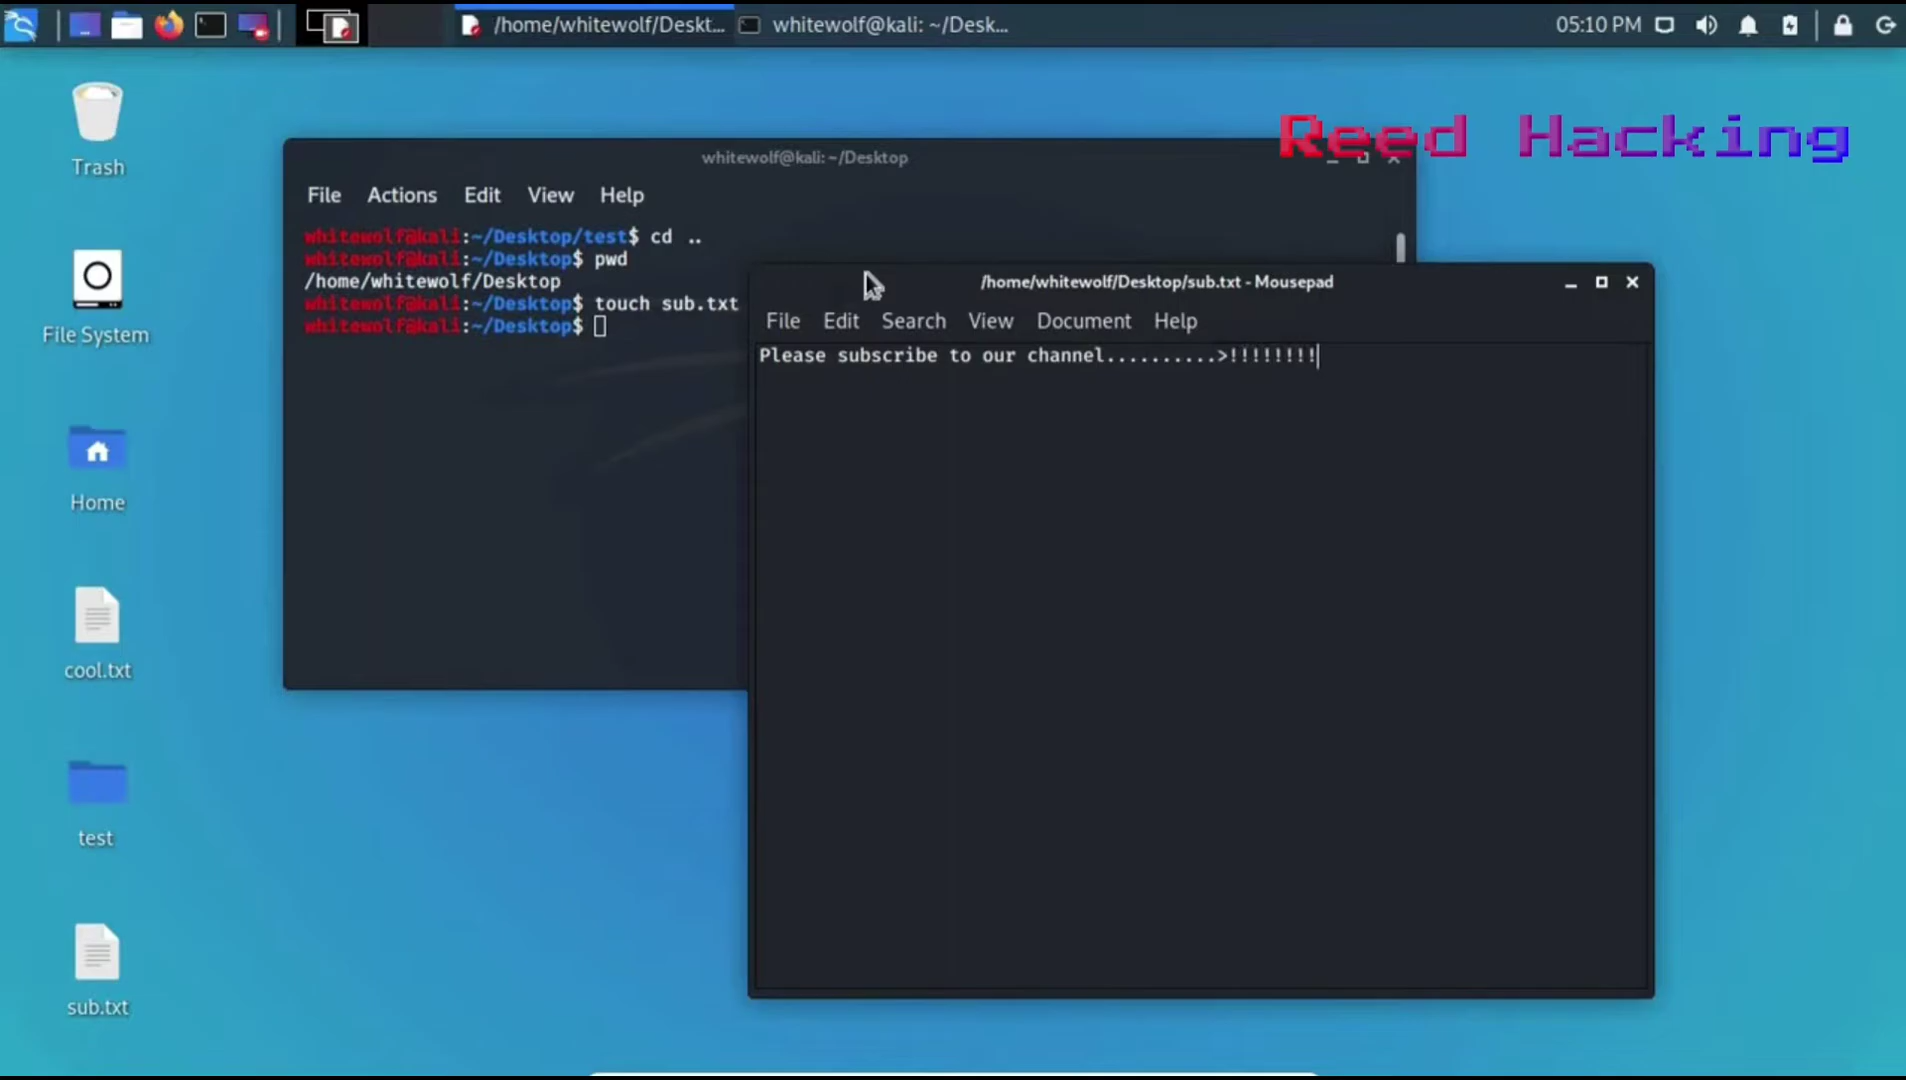 /home/whitewolf/Deskt...
whitewolf@kali: ~/Desk...
05:10 PM
Trash
File System
Home
cool.txt
test
sub.txt
Reed Hacking
whitewolf@kali: ~/Desktop
File Actions Edit View Help
whitewolf@kali:~/Desktop/test$ cd ..
whitewolf@kali:~/Desktop$ pwd
/home/whitewolf/Desktop
whitewolf@kali:~/Desktop$ touch sub.txt
whitewolf@kali:~/Desktop$
/home/whitewolf/Desktop/sub.txt - Mousepad
File Edit Search View Document Help
Please subscribe to our channel..........>!!!!!!!!